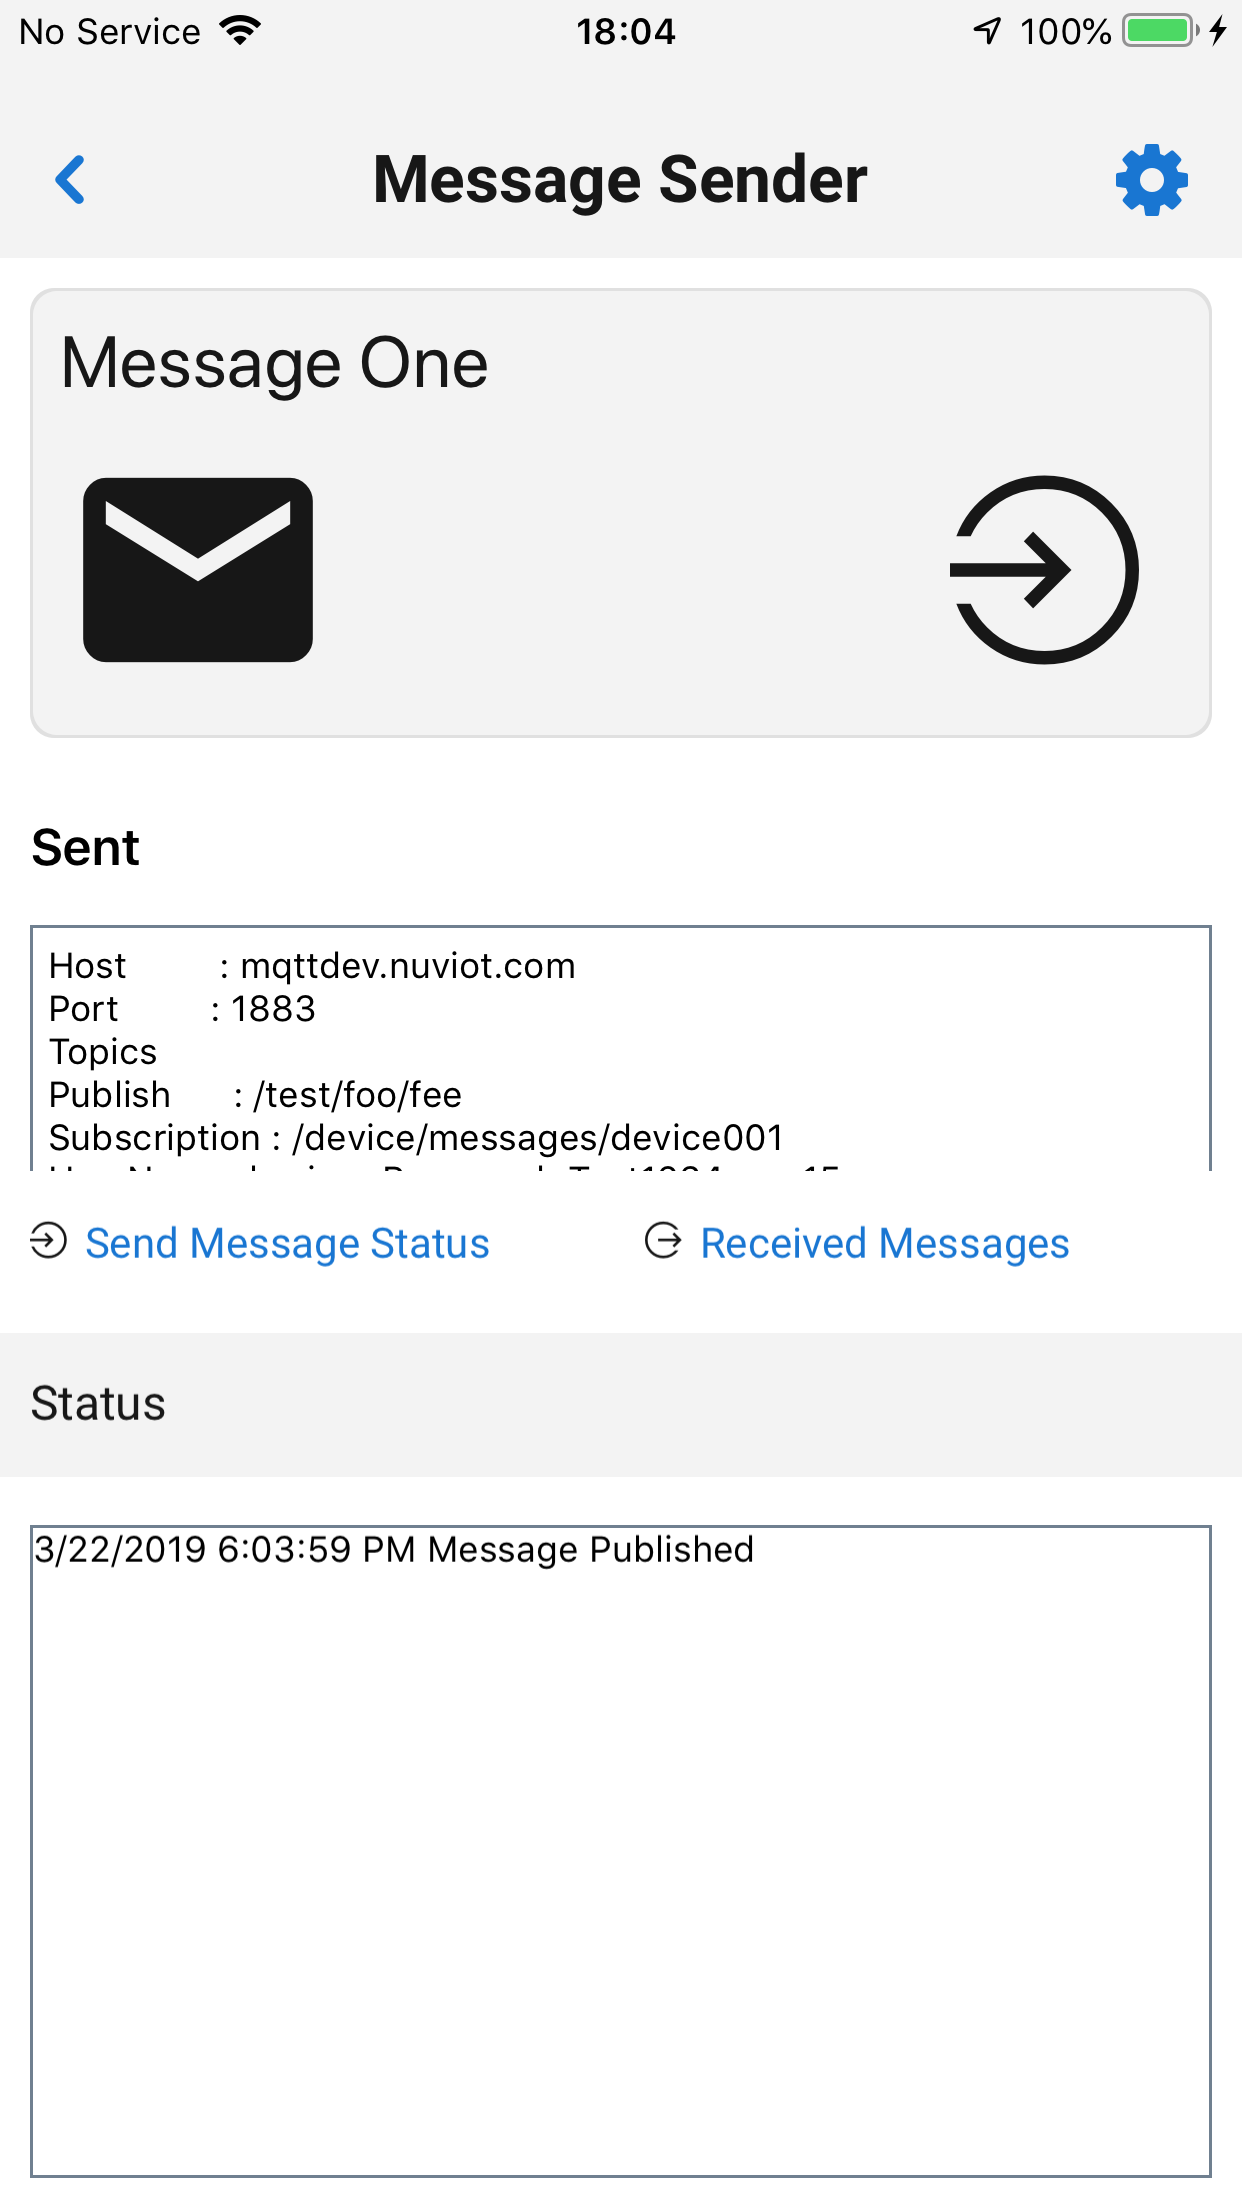 No Service 18:04 100%
Message Sender
Message One
Sent
Host : mqttdev.nuviot.com
Port : 1883
Topics
Publish : /test/foo/fee
Subscription : /device/messages/device001
Send Message Status Received Messages
Status
3/22/2019 6:03:59 PM Message Published